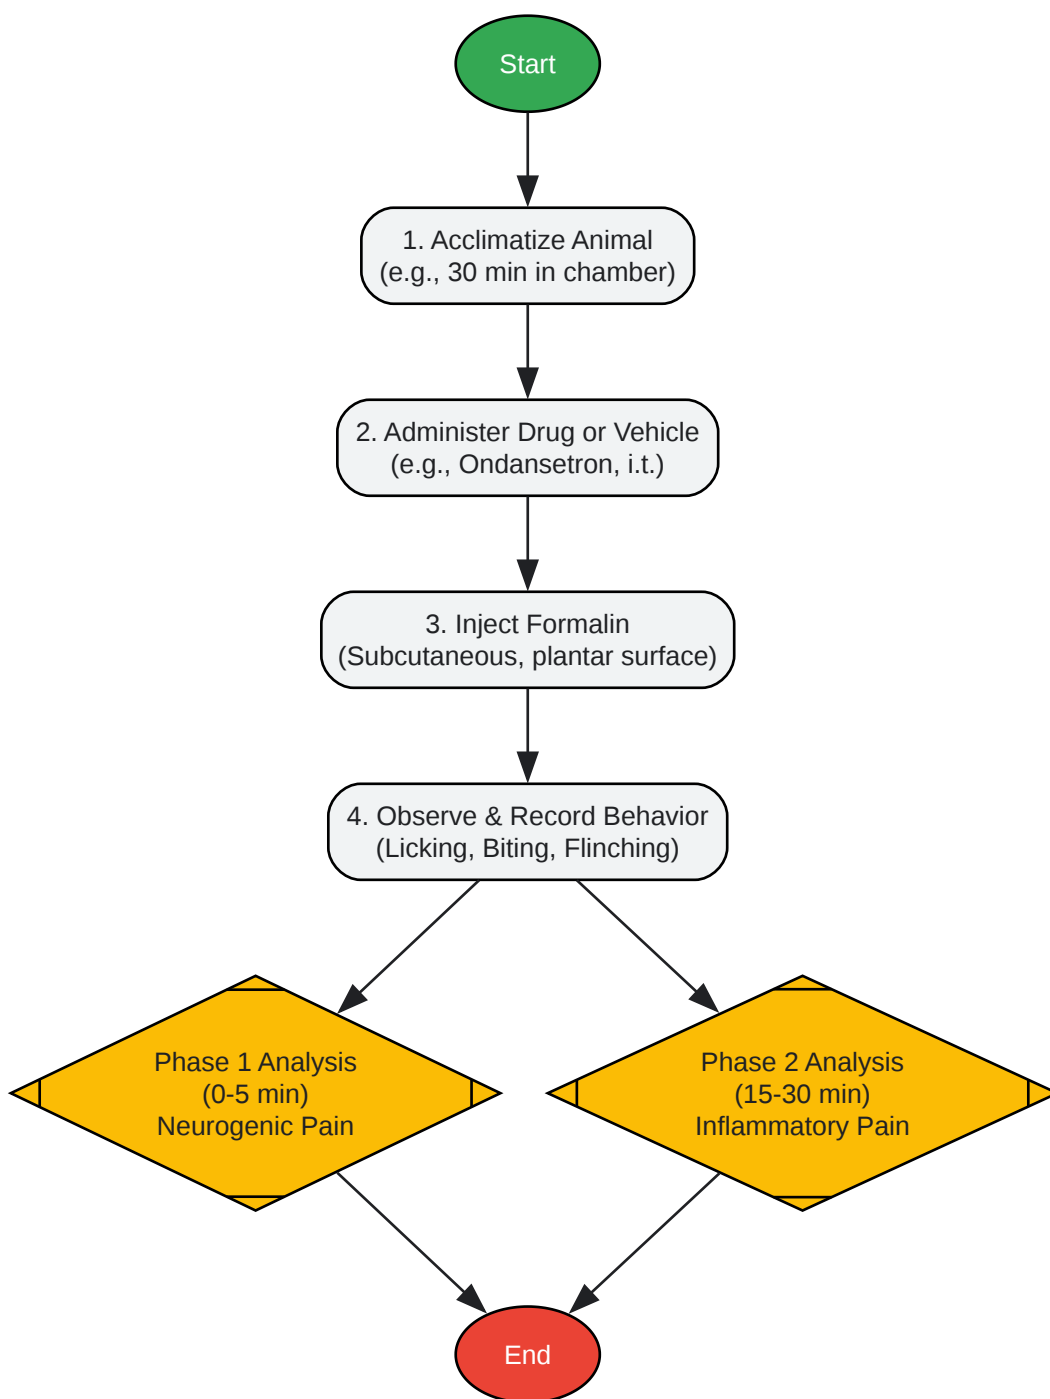 Start
1. Acclimatize Animal
(e.g., 30 min in chamber)
2. Administer Drug or Vehicle
(e.g., Ondansetron, i.t.)
3. Inject Formalin
(Subcutaneous, plantar surface)
4. Observe & Record Behavior
(Licking, Biting, Flinching)
Phase 1 Analysis
(0-5 min)
Neurogenic Pain
Phase 2 Analysis
(15-30 min)
Inflammatory Pain
End